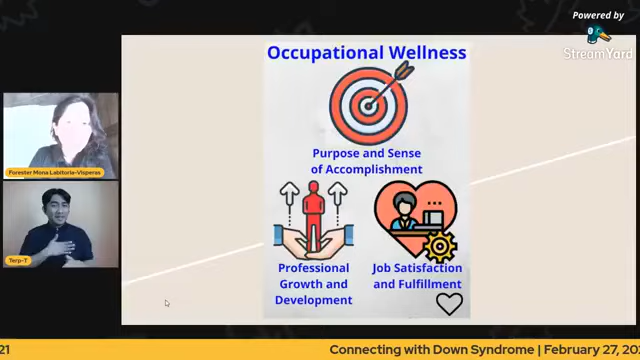 Powered by
StreamYard
Occupational Wellness
Purpose and Sense
of Accomplishment
Professional
Growth and
Development
Job Satisfaction
and Fulfillment
Forester Mona Labitoria-Visperas
Terp-T
21
Connecting with Down Syndrome | February 27, 20